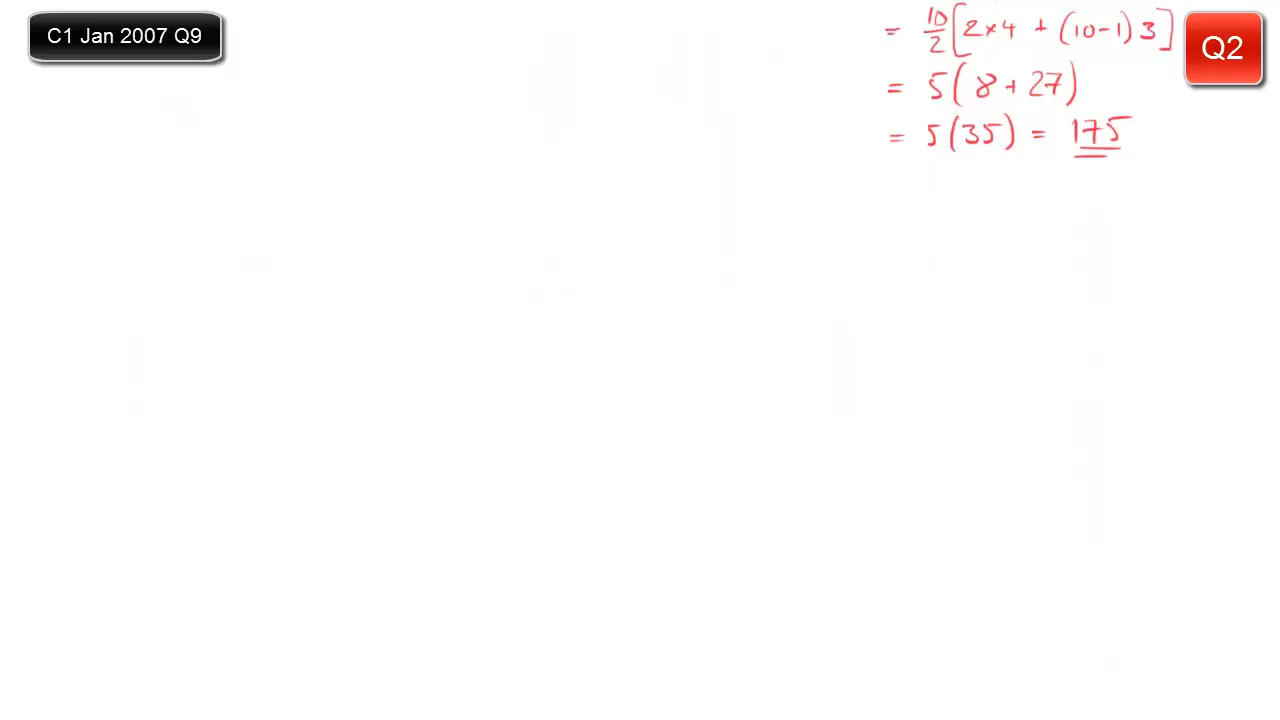 C1 Jan 2007 Q9
= 10/2 [2×4 + (10-1)3]
Q2
= 5(8+27)
= 5(35) = 175